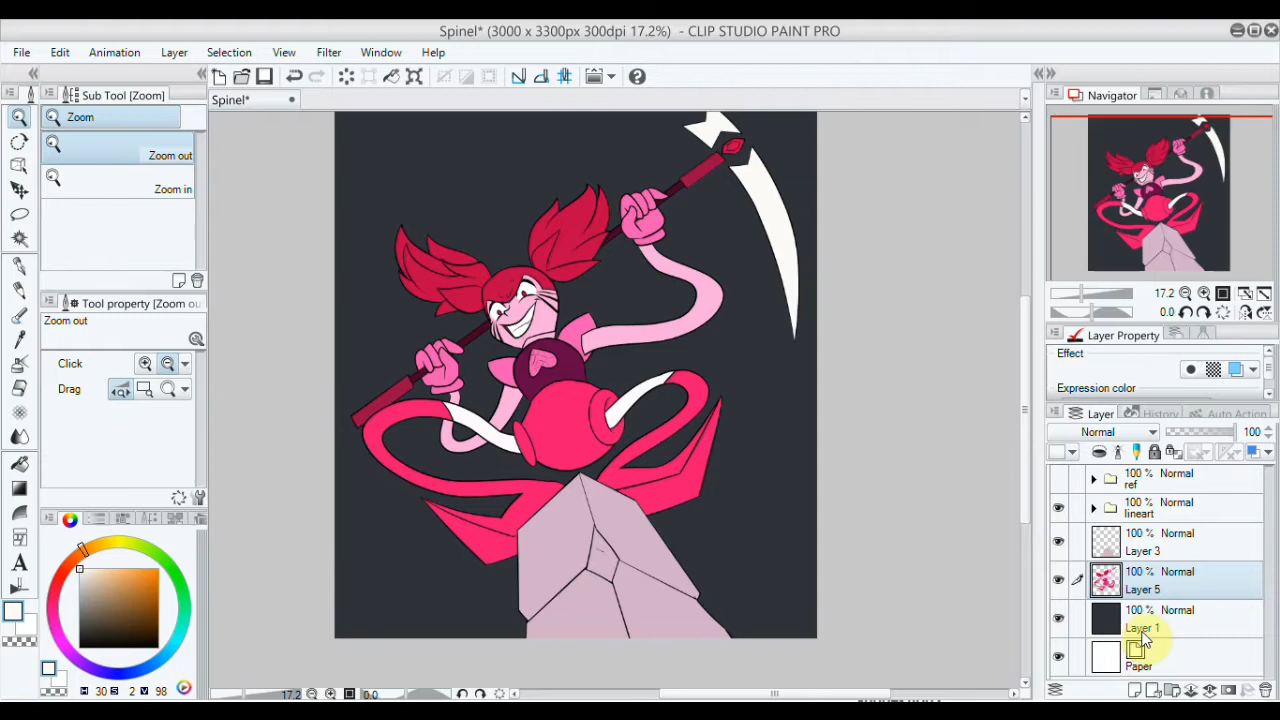 Spinel* (3000 x 3300px 300dpi 17.2%)  - CLIP STUDIO PAINT PRO
File Edit Animation Layer Selection View Filter Window Help
Sub Tool [Zoom]
Spinel*
Navigator
Zoom
Zoom out
Zoom in
17.2
0.0
Tool property [Zoom ou
Zoom out
Layer Property
Effect
Click
Expression color
Drag
Layer History Auto Action
Normal 100
100 % Normal
ref
100 % Normal
lineart
100 % Normal
Layer 3
100 % Normal
Layer 5
100 % Normal
Layer 1
Paper
H 30 S 2 V 98
17.2 0.0